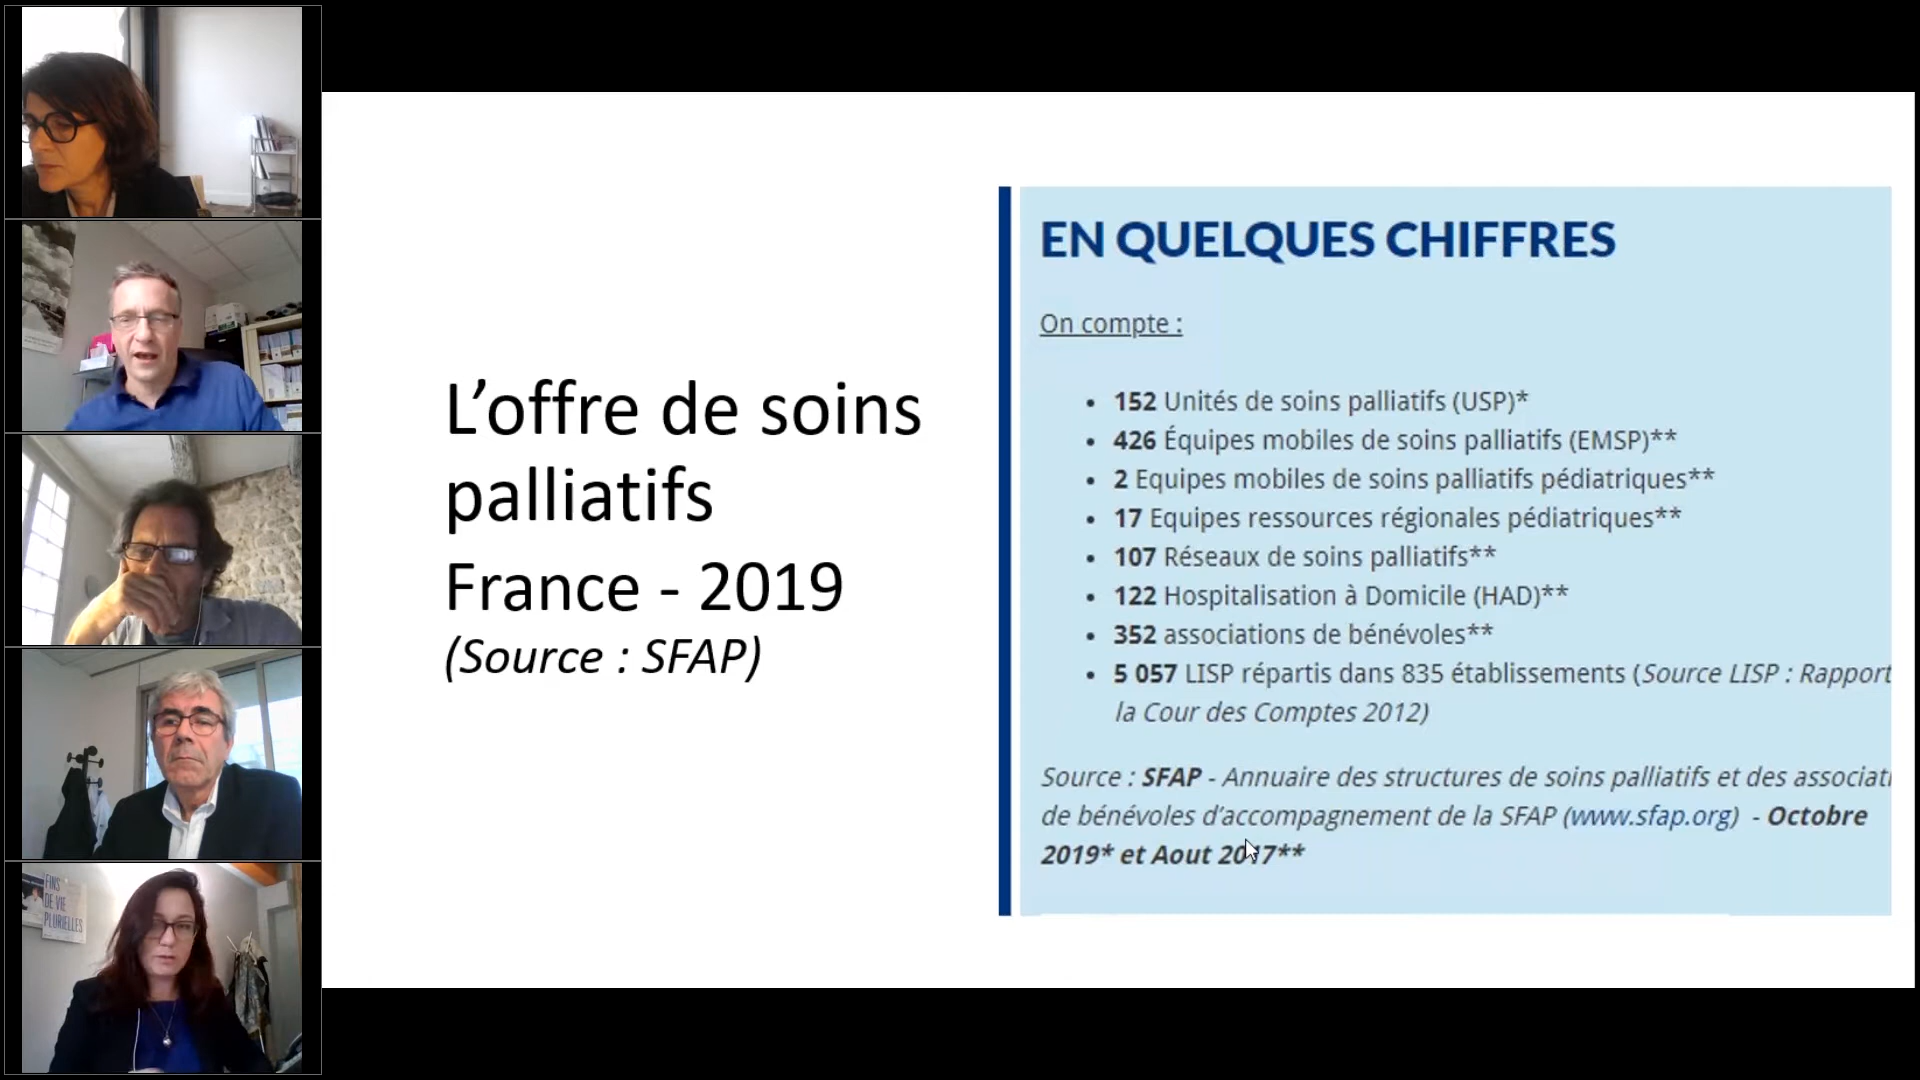 FINS
DE VIE
PLURIELLES
L’offre de soins
palliatifs
France - 2019
(Source : SFAP)
EN QUELQUES CHIFFRES
On compte :
• 152 Unités de soins palliatifs (USP)*
• 426 Équipes mobiles de soins palliatifs (EMSP)**
• 2 Equipes mobiles de soins palliatifs pédiatriques**
• 17 Equipes ressources régionales pédiatriques**
• 107 Réseaux de soins palliatifs**
• 122 Hospitalisation à Domicile (HAD)**
• 352 associations de bénévoles**
• 5 057 LISP répartis dans 835 établissements (Source LISP : Rapport
la Cour des Comptes 2012)
Source : SFAP - Annuaire des structures de soins palliatifs et des associati
de bénévoles d’accompagnement de la SFAP (www.sfap.org) - Octobre
2019* et Aout 2017**